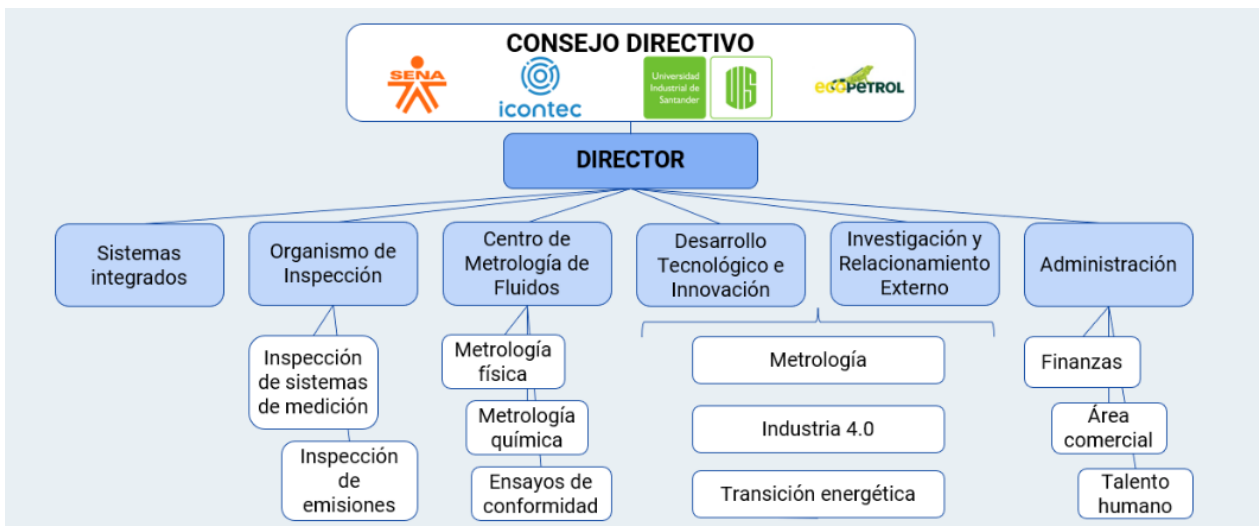 CONSEJO DIRECTIVO
SENA
icontec
Universidad
Industrial de
Santander
UIS
ecoPETROL
DIRECTOR
Sistemas
integrados
Organismo de
Inspección
Centro de
Metrología de
Fluidos
Desarrollo
Tecnológico e
Innovación
Investigación y
Relacionamiento
Externo
Administración
Inspección
de sistemas
de medición
Inspección
de
emisiones
Metrología
física
Metrología
química
Ensayos de
conformidad
Metrología
Industria 4.0
Transición energética
Finanzas
Área
comercial
Talento
humano